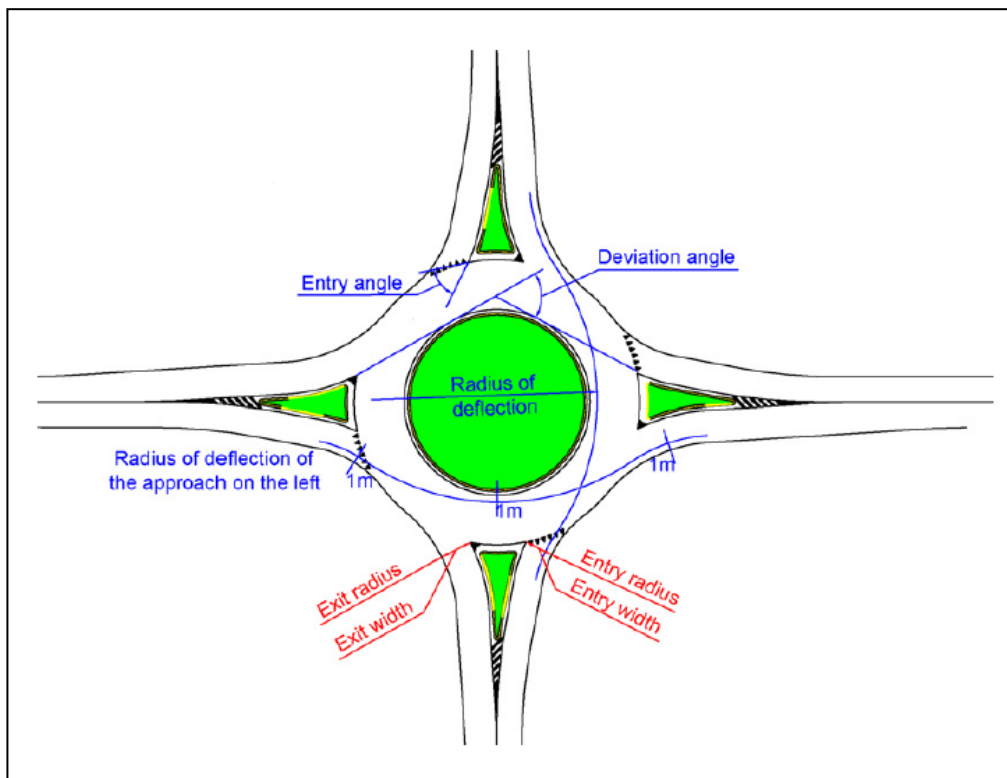 Deviation angle
Entry angle
Radius of
deflection
Radius of deflection of
the approach on the left
1m
1m
1m
Exit radius
Exit width
Entry radius
Entry width